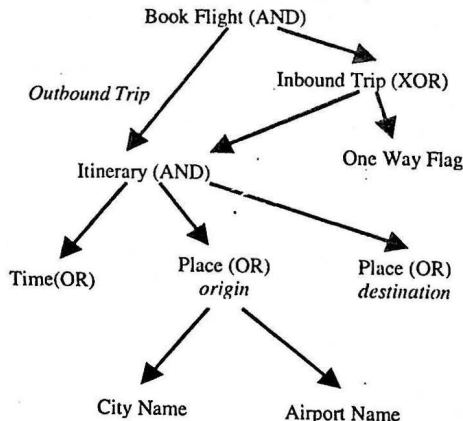 Book Flight (AND)
Outbound Trip
Inbound Trip (XOR)
One Way Flag
Itinerary (AND)
Time(OR)
Place (OR)
origin
Place (OR)
destination
City Name
Airport Name